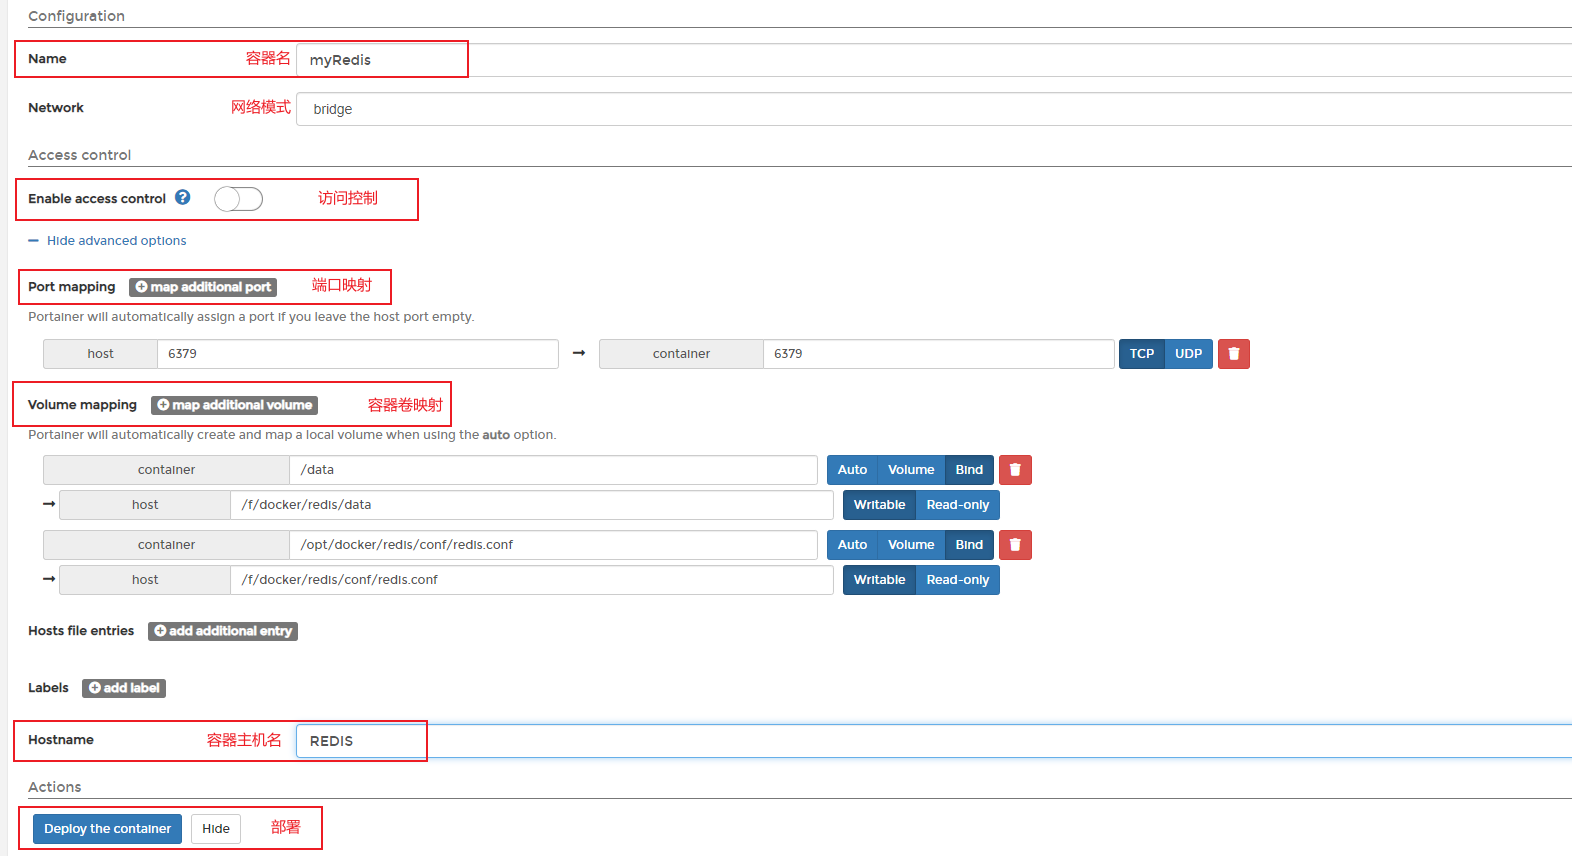 Configuration
Name 容器名 myRedis
Network 网络模式 bridge
Access control
Enable access control ? 访问控制
Hide advanced options
Port mapping map additional port 端口映射
Portainer will automatically assign a port if you leave the host port empty.
host 6379 → container 6379 TCP UDP
Volume mapping map additional volume 容器卷映射
Portainer will automatically create and map a local volume when using the auto option.
container /data Auto Volume Bind
→ host /f/docker/redis/data Writable Read-only
container /opt/docker/redis/conf/redis.conf Auto Volume Bind
→ host /f/docker/redis/conf/redis.conf Writable Read-only
Hosts file entries add additional entry
Labels add label
Hostname 容器主机名 REDIS
Actions
Deploy the container Hide 部署